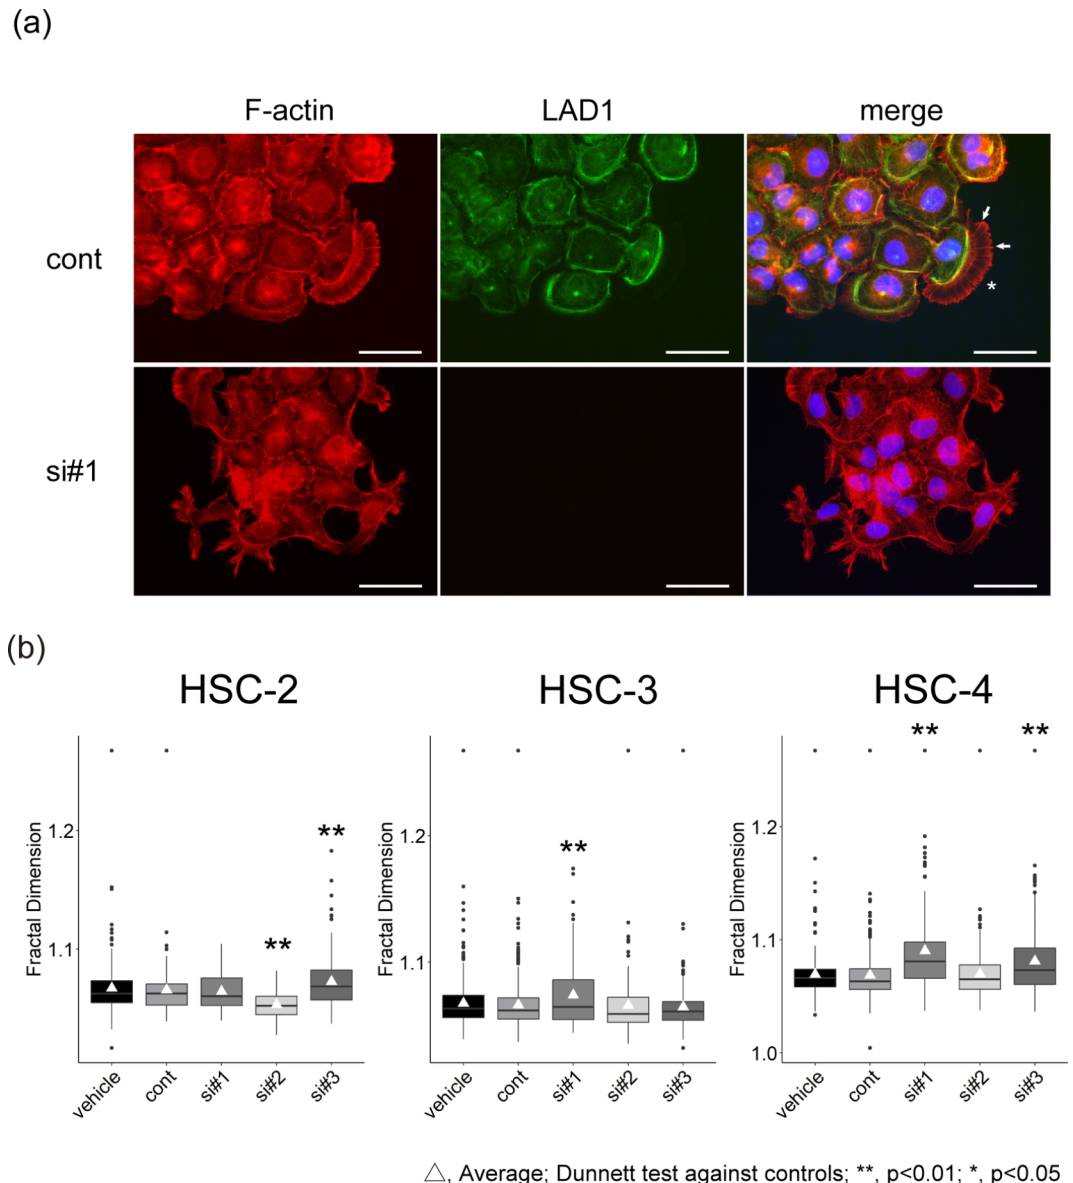 (a)
F-actin LAD1 merge
cont
*
si#1
(b)
HSC-2 HSC-3 HSC-4
** **
**
**
**
Fractal Dimension
1.2
1.1
vehicle cont si#1 si#2 si#3
Fractal Dimension
1.2
1.1
vehicle cont si#1 si#2 si#3
Fractal Dimension
1.2
1.1
1.0
vehicle cont si#1 si#2 si#3
△, Average; Dunnett test against controls; **, p<0.01; *, p<0.05